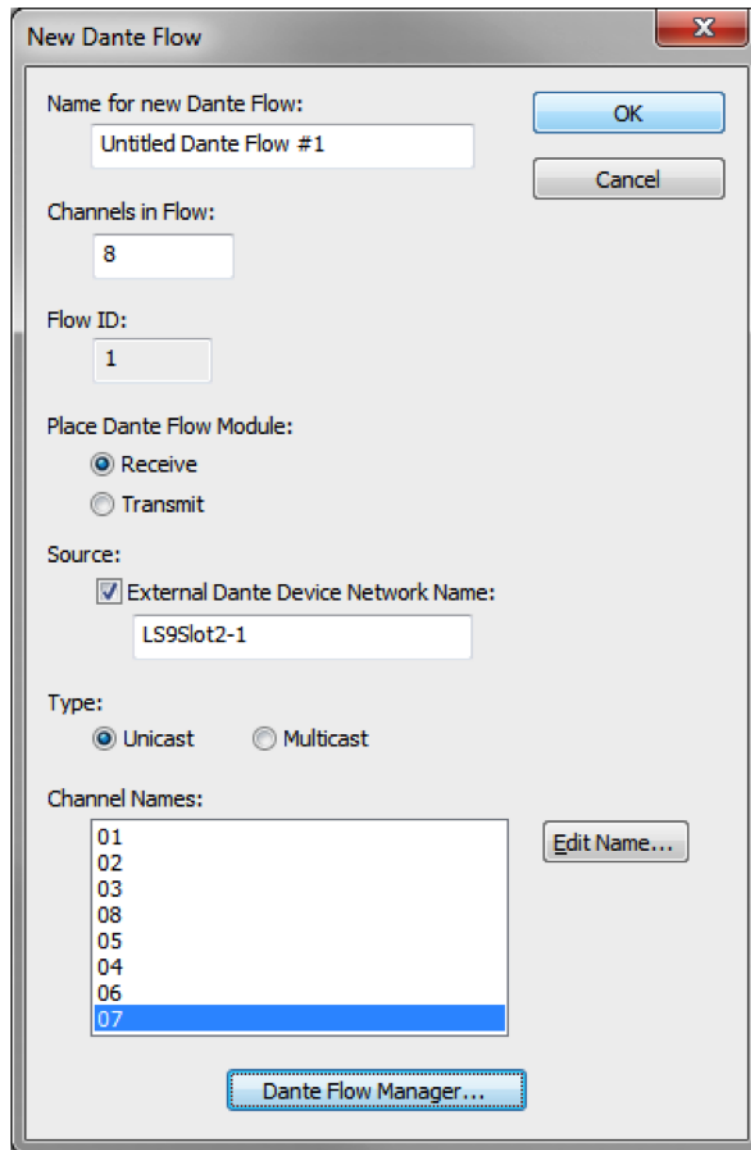 New Dante Flow
Name for new Dante Flow:
OK
Untitled Dante Flow #1
Cancel
Channels in Flow:
8
Flow ID:
1
Place Dante Flow Module:
Receive
Transmit
Source:
External Dante Device Network Name:
LS9Slot2-1
Type:
Unicast Multicast
Channel Names:
01
Edit Name...
02
03
08
05
04
06
07
Dante Flow Manager...